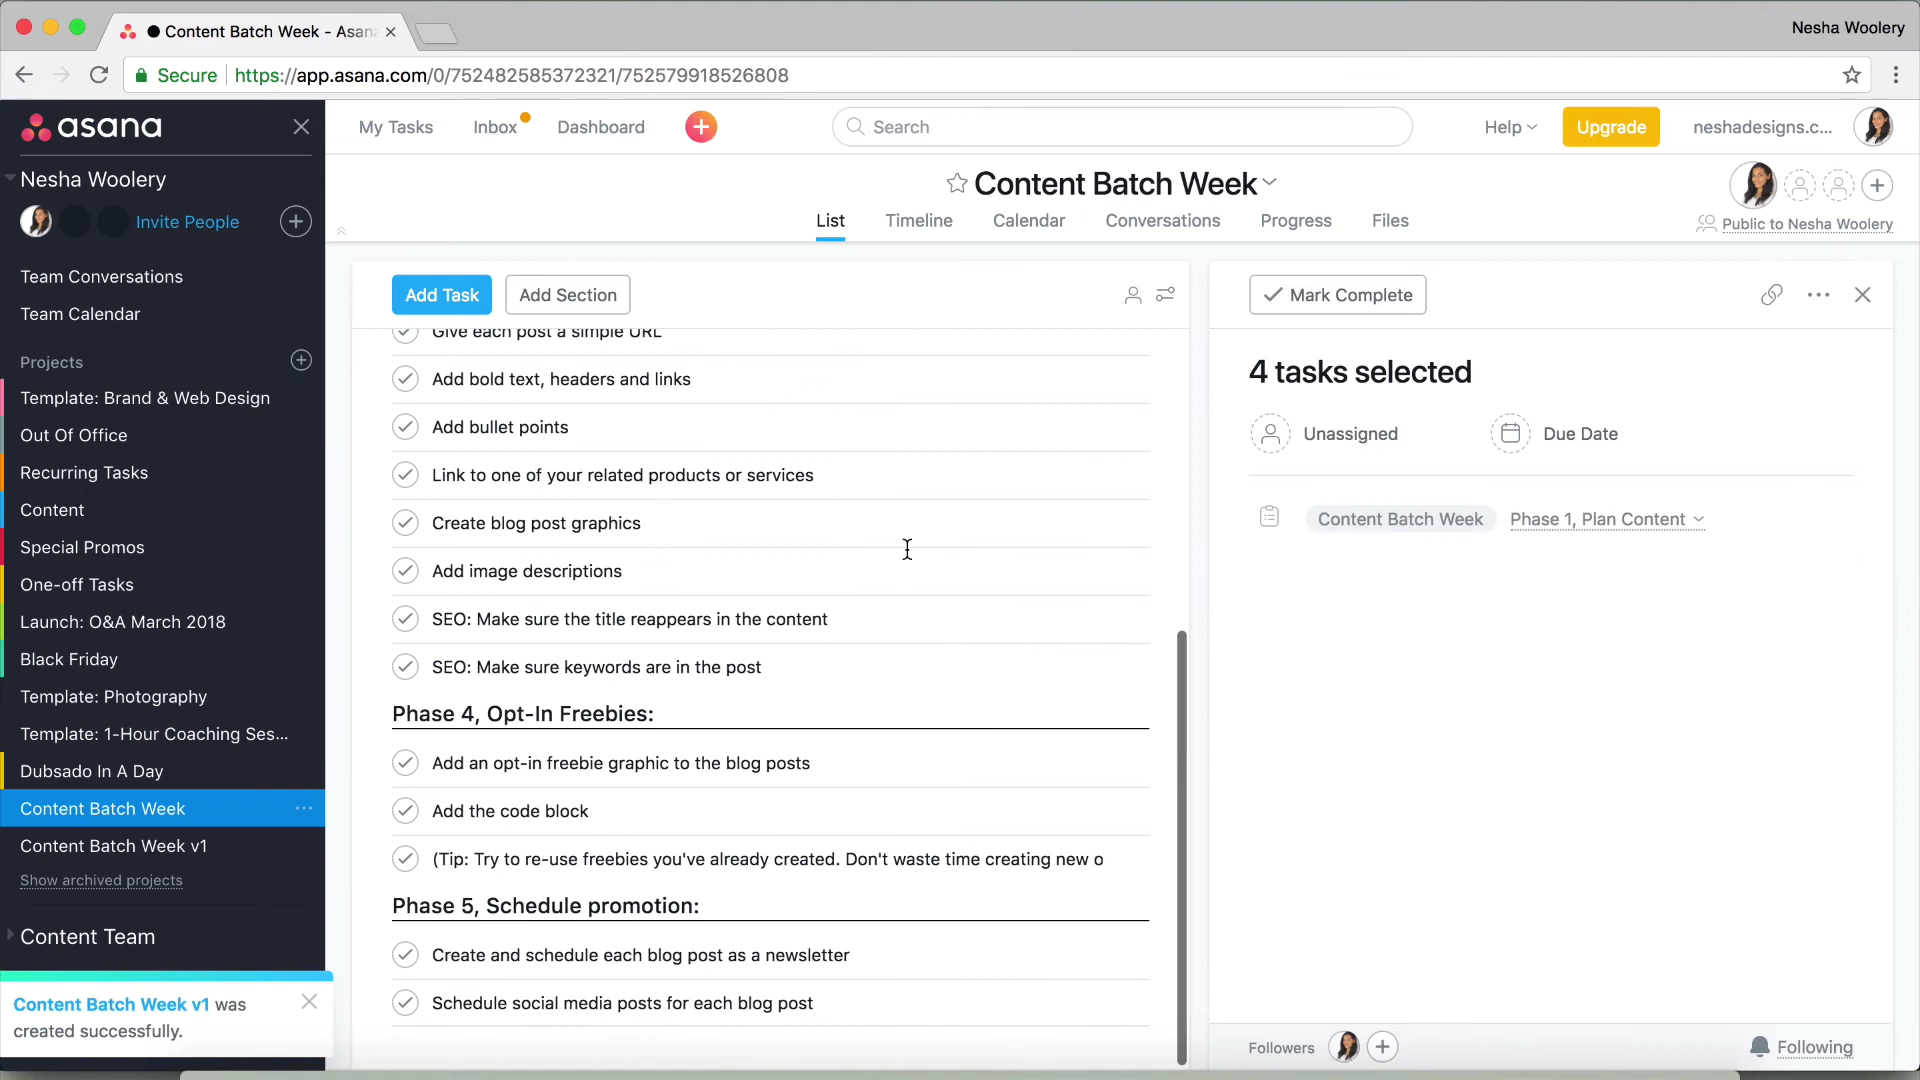 Content Batch Week - Asana
Nesha Woolery
Secure
https://app.asana.com/0/752482585372321/752579918526808
asana
My Tasks
Inbox
Dashboard
Search
Help
Upgrade
neshadesigns.c...
Nesha Woolery
Invite People
Team Conversations
Team Calendar
Projects
Template: Brand & Web Design
Out Of Office
Recurring Tasks
Content
Special Promos
One-off Tasks
Launch: O&A March 2018
Black Friday
Template: Photography
Template: 1-Hour Coaching Ses...
Dubsado In A Day
Content Batch Week
Content Batch Week v1
Show archived projects
Content Team
Content Batch Week v1 was
created successfully.
Content Batch Week
List
Timeline
Calendar
Conversations
Progress
Files
Public to Nesha Woolery
Add Task
Add Section
Give each post a simple URL
Add bold text, headers and links
Add bullet points
Link to one of your related products or services
Create blog post graphics
Add image descriptions
SEO: Make sure the title reappears in the content
SEO: Make sure keywords are in the post
Phase 4, Opt-In Freebies:
Add an opt-in freebie graphic to the blog posts
Add the code block
(Tip: Try to re-use freebies you've already created. Don't waste time creating new o
Phase 5, Schedule promotion:
Create and schedule each blog post as a newsletter
Schedule social media posts for each blog post
Mark Complete
4 tasks selected
Unassigned
Due Date
Content Batch Week
Phase 1, Plan Content
Followers
Following